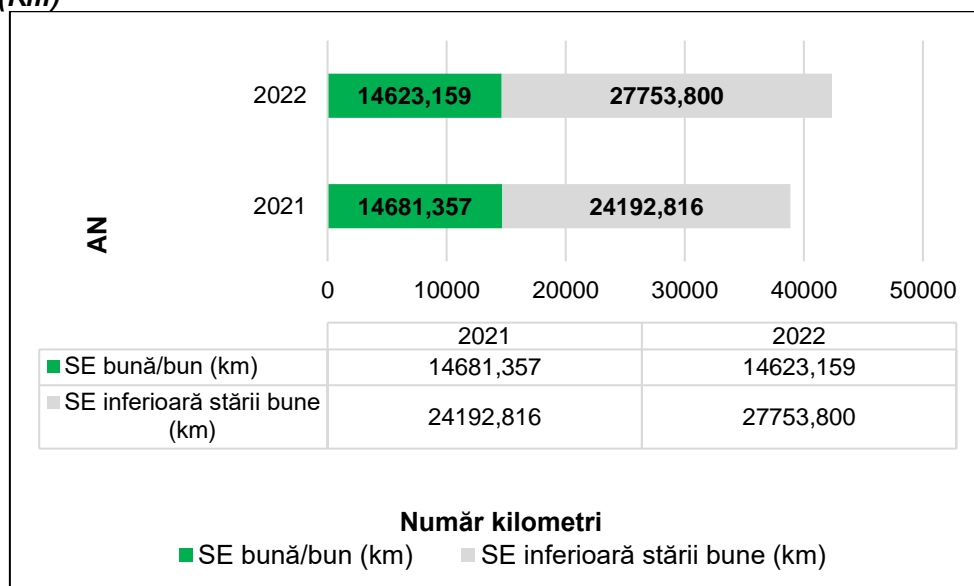 (Km)
2022
14623,159
27753,800
2021
14681,357
24192,816
AN
0 10000 20000 30000 40000 50000
2021 2022
SE bună/bun (km) 14681,357 14623,159
SE inferioară stării bune
(km) 24192,816 27753,800
Număr kilometri
SE bună/bun (km) SE inferioară stării bune (km)